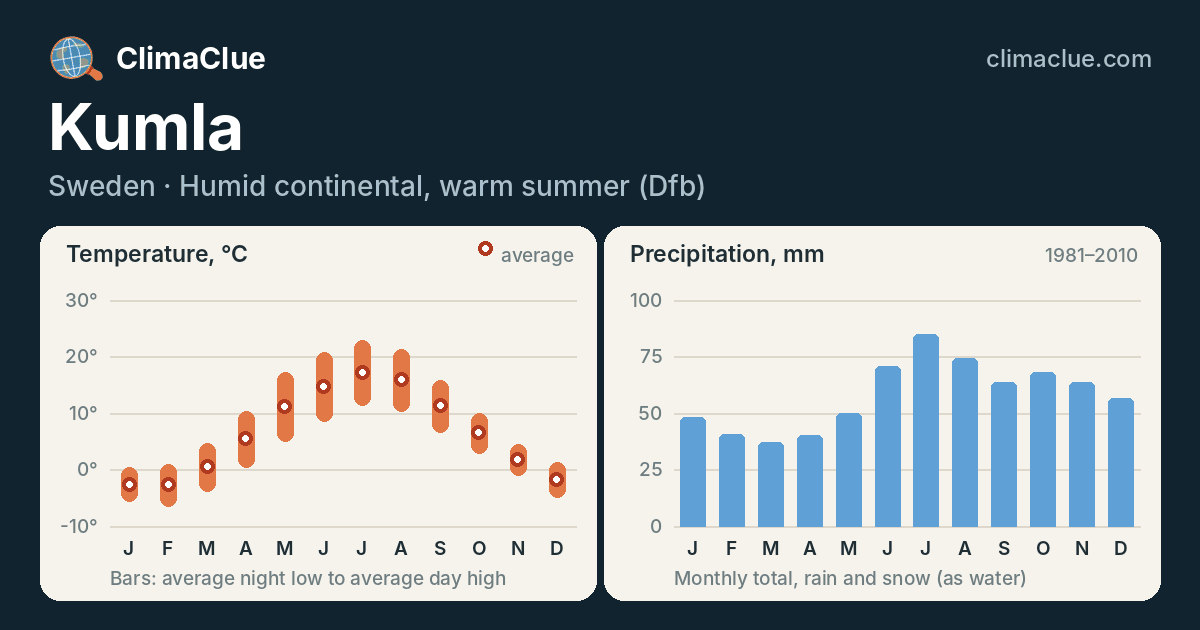 ClimaClue
climaclue.com
Kumla
Sweden · Humid continental, warm summer (Dfb)
Temperature, °C
average
30°
20°
10°
0°
-10°
J F M A M J J A S O N D
Bars: average night low to average day high
Precipitation, mm
1981–2010
100
75
50
25
0
J F M A M J J A S O N D
Monthly total, rain and snow (as water)